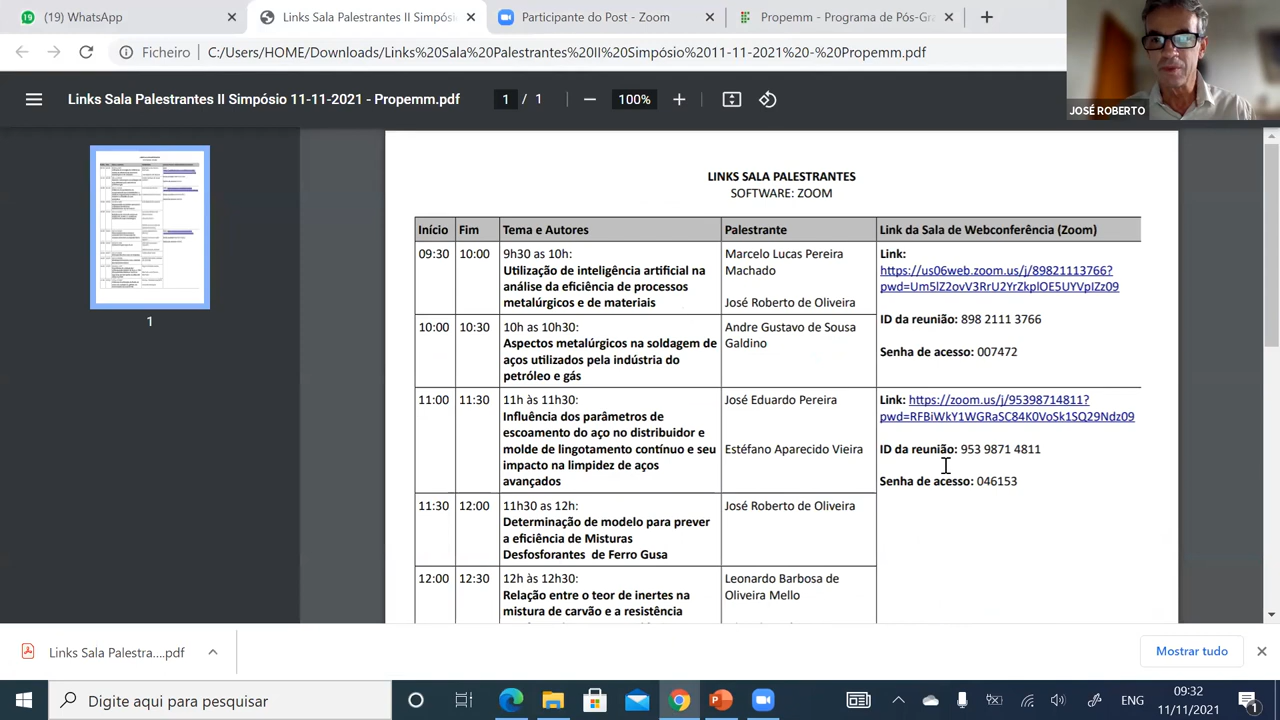 19
(19) WhatsApp
Links Sala Palestrantes II Simpósi
Participante do Post - Zoom
Propemm - Programa de Pós-Gra
Ficheiro
C:/Users/HOME/Downloads/Links%20Sala%20Palestrantes%20II%20Simpósio%2011-11-2021%20-%20Propemm.pdf
JOSÉ ROBERTO
Links Sala Palestrantes II Simpósio 11-11-2021 - Propemm.pdf
1 / 1
100%
1
LINKS SALA PALESTRANTES
SOFTWARE: ZOOM
Início Fim Tema e autores Palestrante Link da Sala de Webconferência (Zoom)
09:30 10:00 9h30 as 10h:
Utilização de inteligência artificial na
análise da eficiência de processos
metalúrgicos e de materiais
Marcelo Lucas Pereira
Machado
José Roberto de Oliveira
Link:
https://us06web.zoom.us/j/89821113766?
pwd=Um5lZ2ovV3RrU2YrZkplOE5UYVpIZz09
ID da reunião: 898 2111 3766
Senha de acesso: 007472
10:00 10:30 10h as 10h30:
Aspectos metalúrgicos na soldagem de
aços utilizados pela indústria do
petróleo e gás
Andre Gustavo de Sousa
Galdino
11:00 11:30 11h às 11h30:
Influência dos parâmetros de
escoamento do aço no distribuidor e
molde de lingotamento contínuo e seu
impacto na limpidez de aços
avançados
José Eduardo Pereira
Estéfano Aparecido Vieira
Link: https://zoom.us/j/95398714811?
pwd=RFBiWkY1WGRaSC84K0VoSk1SQ29Ndz09
ID da reunião: 953 9871 4811
Senha de acesso: 046153
11:30 12:00 11h30 as 12h:
Determinação de modelo para prever
a eficiência de Misturas
Desfosforantes de Ferro Gusa
José Roberto de Oliveira
12:00 12:30 12h às 12h30:
Relação entre o teor de inertes na
mistura de carvão e a resistência
Leonardo Barbosa de
Oliveira Mello
Links Sala Palestra....pdf
Mostrar tudo
Digite aqui para pesquisar
ENG
09:32
11/11/2021
1